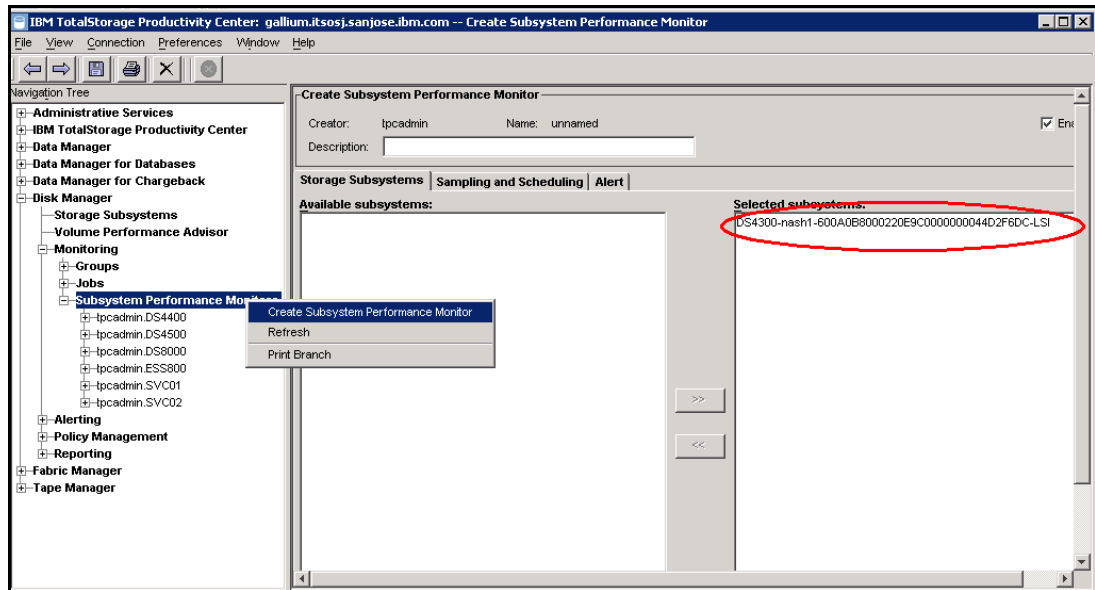 IBM TotalStorage Productivity Center: gallium.itsosj.sanjose.ibm.com -- Create Subsystem Performance Monitor
File View Connection Preferences Window Help
Navigation Tree
Administrative Services
IBM TotalStorage Productivity Center
Data Manager
Data Manager for Databases
Data Manager for Chargeback
Disk Manager
Storage Subsystems
Volume Performance Advisor
Monitoring
Groups
Jobs
Subsystem Performance
tpcadmin.DS4400
tpcadmin.DS4500
tpcadmin.DS8000
tpcadmin.ESS800
tpcadmin.SVC01
tpcadmin.SVC02
Alerting
Policy Management
Reporting
Fabric Manager
Tape Manager
Create Subsystem Performance Monitor
Refresh
Print Branch
Create Subsystem Performance Monitor
Creator: tpcadmin Name: unnamed
Description:
Storage Subsystems Sampling and Scheduling Alert
Available subsystems: Selected subsystems:
DS4300-nash1-600A0B8000220E9C0000000044D2F6DC-LSI
>>
<<